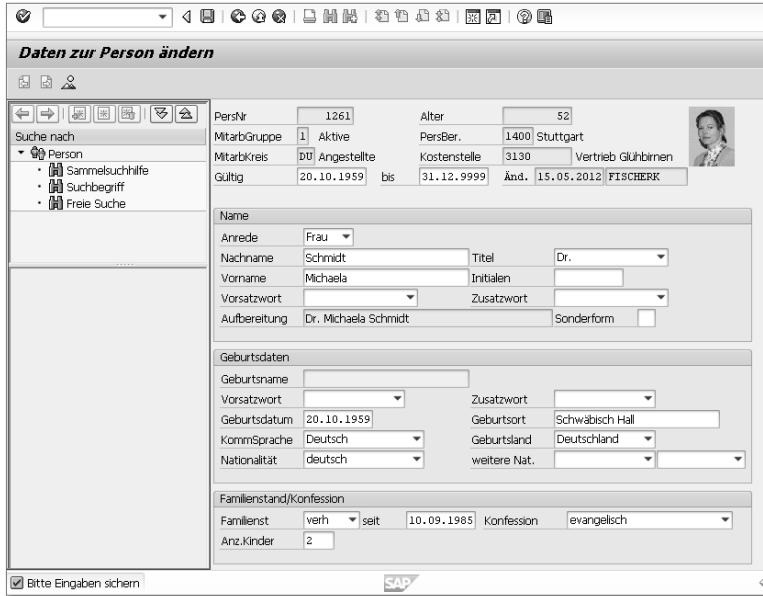 Daten zur Person ändern
Suche nach
Person
Sammelsuchhilfe
Suchbegriff
Freie Suche
PersNr 1261 Alter 52
MitarbGruppe 1 Aktive PersBer. 1400 Stuttgart
MitarbKreis DU Angestellte Kostenstelle 3130 Vertrieb Glühbirnen
Gültig 20.10.1959 bis 31.12.9999 Änd. 15.05.2012 FISCHERK
Name
Anrede Frau
Nachname Schmidt Titel Dr.
Vorname Michaela Initialen
Vorsatzwort Zusatzwort
Aufbereitung Dr. Michaela Schmidt Sonderform
Geburtsdaten
Geburtsname
Vorsatzwort Zusatzwort
Geburtsdatum 20.10.1959 Geburtsort Schwäbisch Hall
KommSprache Deutsch Geburtsland Deutschland
Nationalität deutsch weitere Nat.
Familienstand/Konfession
Familienst verh seit 10.09.1985 Konfession evangelisch
Anz.Kinder 2
Bitte Eingaben sichern
SAP